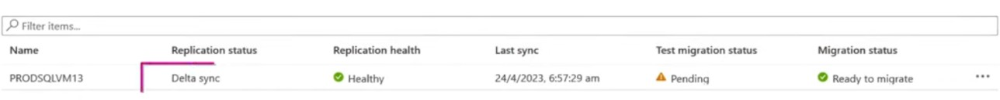 Filter items...
Name Replication status Replication health Last sync Test migration status Migration status
PRODSQLVM13 Delta sync Healthy 24/4/2023, 6:57:29 am Pending Ready to migrate ...